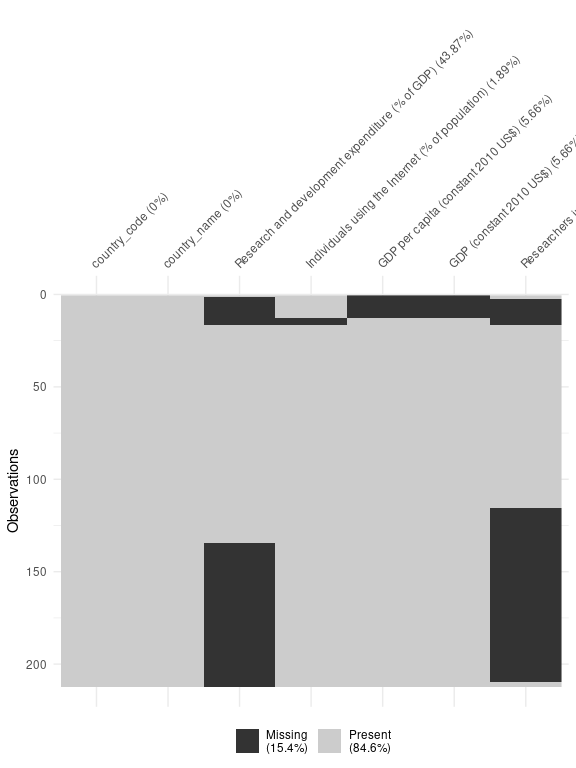 country_code (0%)
country_name (0%)
Research and development expenditure (% of GDP) (43.87%)
Individuals using the Internet (% of population) (1.89%)
GDP per capita (constant 2010 US$) (5.66%)
GDP (constant 2010 US$) (5.66%
Researchers
0
50
100
150
200
Observations
Missing
(15.4%)
Present
(84.6%)